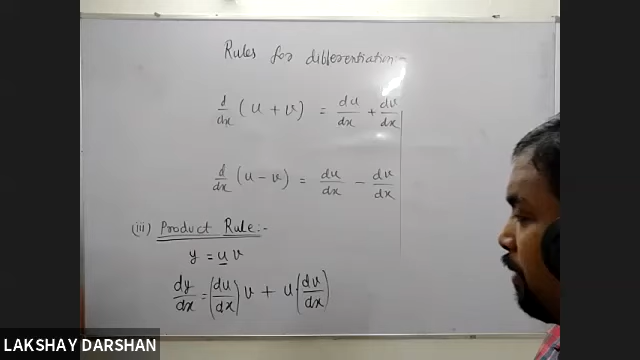 Rules for differentiation:-
d/dx (u + v) = du/dx + dv/dx
d/dx (u - v) = du/dx - dv/dx
(iii) Product Rule:-
y = u v
dy/dx = (du/dx) v + u (dv/dx)
LAKSHAY DARSHAN